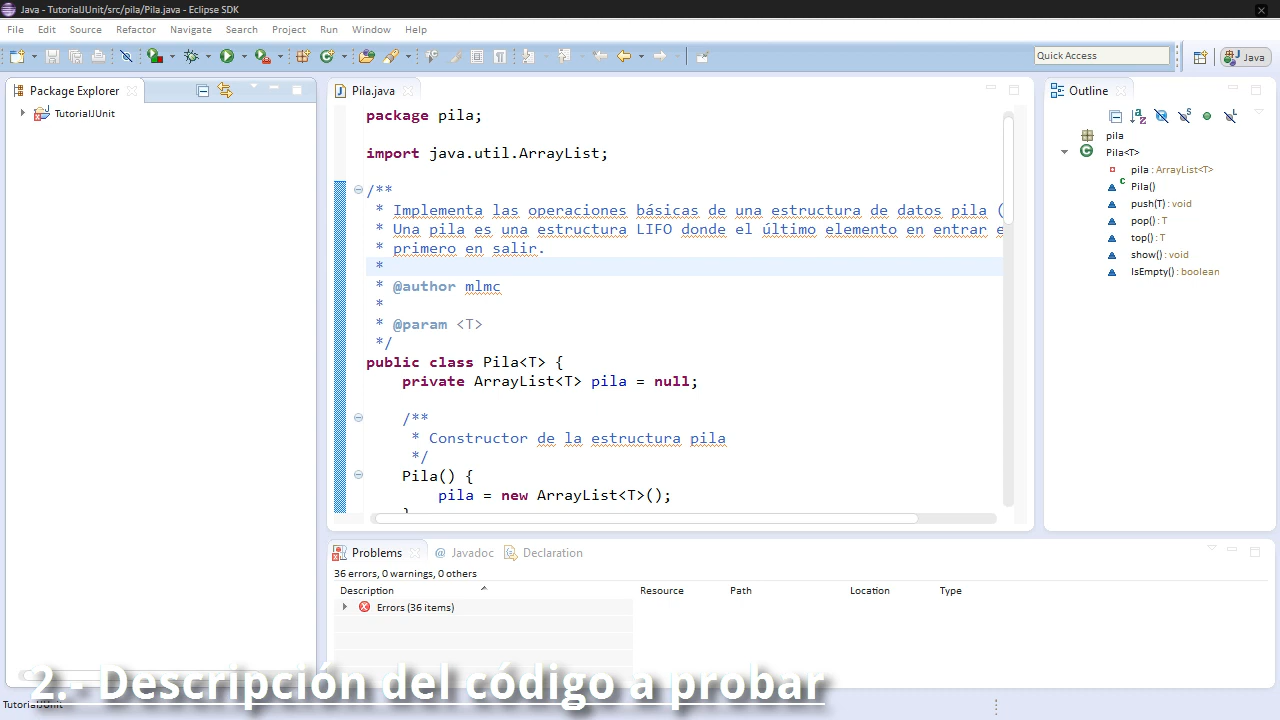 Java - TutorialJUnit/src/pila/Pila.java - Eclipse SDK
File Edit Source Refactor Navigate Search Project Run Window Help
Quick Access
Java
Package Explorer
TutorialJUnit
Pila.java
package pila;
import java.util.ArrayList;
/**
* Implementa las operaciones básicas de una estructura de datos pila (
* Una pila es una estructura LIFO donde el último elemento en entrar e
* primero en salir.
*
* @author mlmc
*
* @param <T>
*/
public class Pila<T> {
private ArrayList<T> pila = null;
/**
* Constructor de la estructura pila
*/
Pila() {
pila = new ArrayList<T>();
Outline
pila
Pila<T>
pila : ArrayList<T>
Pila()
push(T) : void
pop() : T
top() : T
show() : void
IsEmpty() : boolean
Problems @ Javadoc Declaration
36 errors, 0 warnings, 0 others
Description Resource Path Location Type
Errors (36 items)
2.- Descripción del código a probar
TutorialJUnit